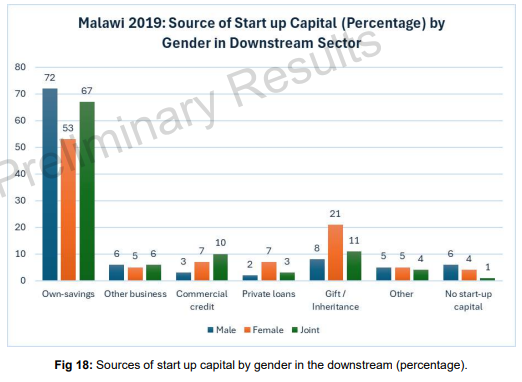 Malawi 2019: Source of Start up Capital (Percentage) by
Gender in Downstream Sector
Preliminary Results
80
70
60
50
40
30
20
10
0
72
53
67
6
5
6
3
7
10
2
7
3
8
21
11
5
5
4
6
4
1
Own-savings
Other business
Commercial
credit
Private loans
Gift /
Inheritance
Other
No start-up
capital
Male
Female
Joint
Fig 18: Sources of start up capital by gender in the downstream (percentage).